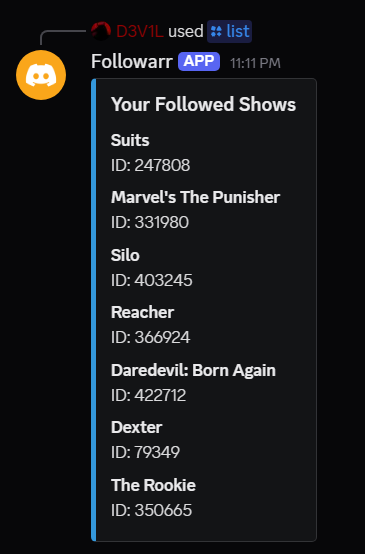 D3V1L used list
Followarr APP 11:11 PM
Your Followed Shows
Suits
ID: 247808
Marvel's The Punisher
ID: 331980
Silo
ID: 403245
Reacher
ID: 366924
Daredevil: Born Again
ID: 422712
Dexter
ID: 79349
The Rookie
ID: 350665